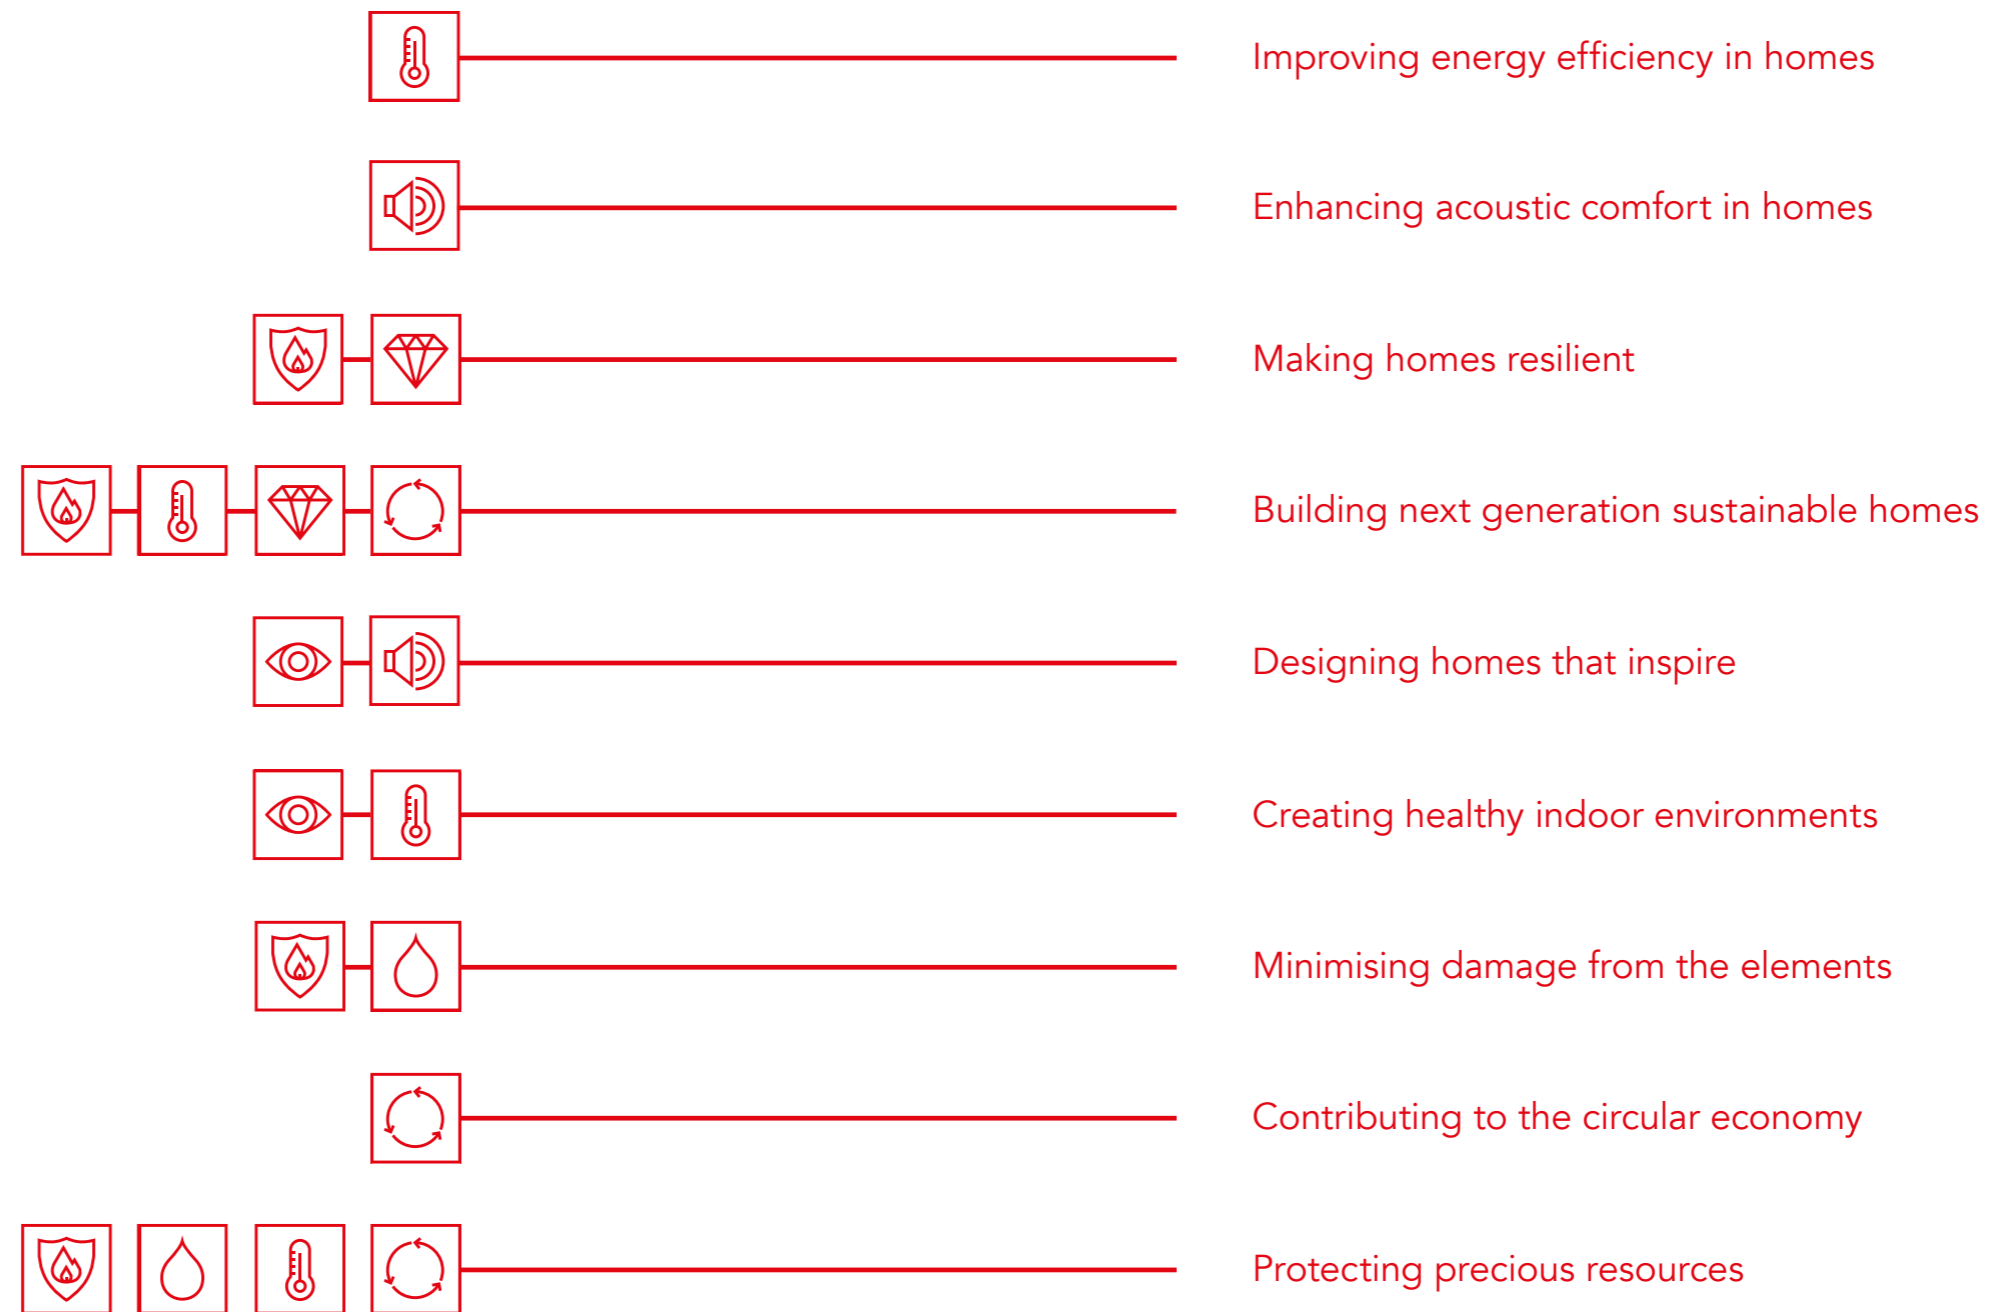 Improving energy efficiency in homes
Enhancing acoustic comfort in homes
Making homes resilient
Building next generation sustainable homes
Designing homes that inspire
Creating healthy indoor environments
Minimising damage from the elements
Contributing to the circular economy
Protecting precious resources